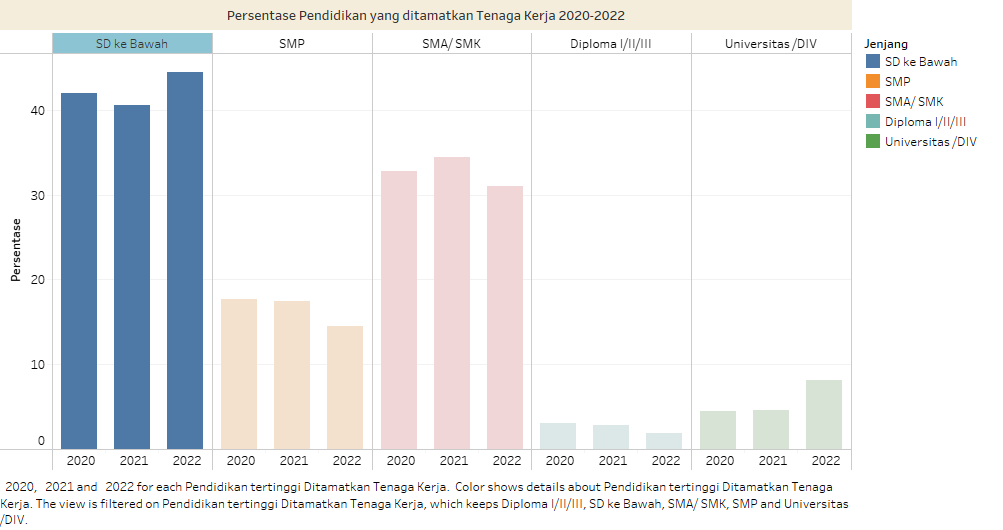 Persentase Pendidikan yang ditamatkan Tenaga Kerja 2020-2022
SD ke Bawah SMP SMA/ SMK Diploma I/II/III Universitas /DIV
Jenjang
SD ke Bawah
SMP
SMA/ SMK
Diploma I/II/III
Universitas /DIV
Persentase
40
30
20
10
0
2020 2021 2022 2020 2021 2022 2020 2021 2022 2020 2021 2022 2020 2021 2022
2020, 2021 and 2022 for each Pendidikan tertinggi Ditamatkan Tenaga Kerja. Color shows details about Pendidikan tertinggi Ditamatkan Tenaga
Kerja. The view is filtered on Pendidikan tertinggi Ditamatkan Tenaga Kerja, which keeps Diploma I/II/III, SD ke Bawah, SMA/ SMK, SMP and Universitas
/DIV.